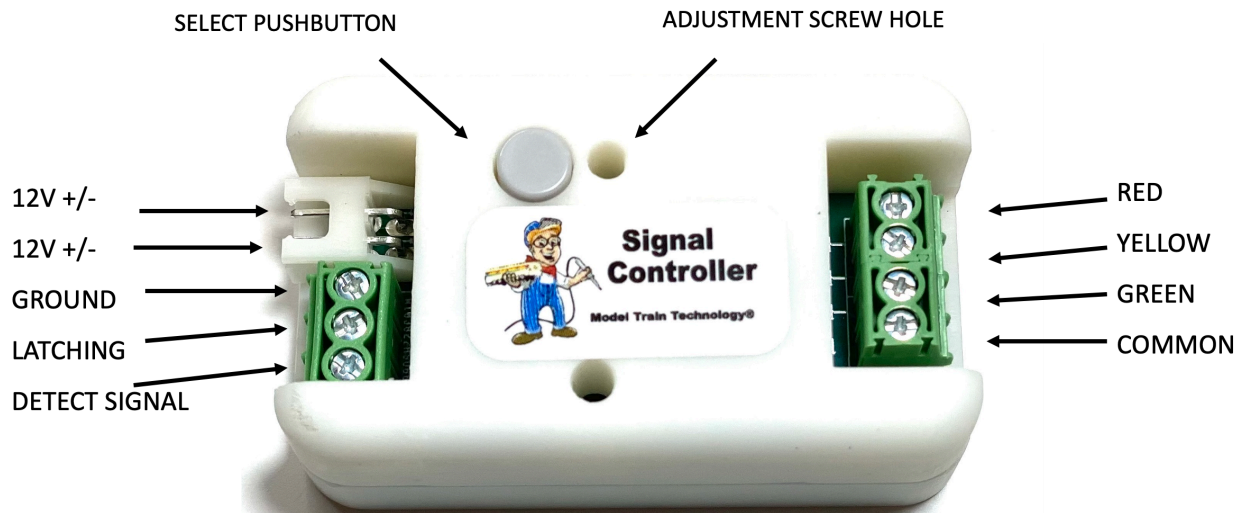 SELECT PUSHBUTTON
ADJUSTMENT SCREW HOLE
12V +/-
12V +/-
GROUND
LATCHING
DETECT SIGNAL
Signal
Controller
Model Train Technology®
RED
YELLOW
GREEN
COMMON